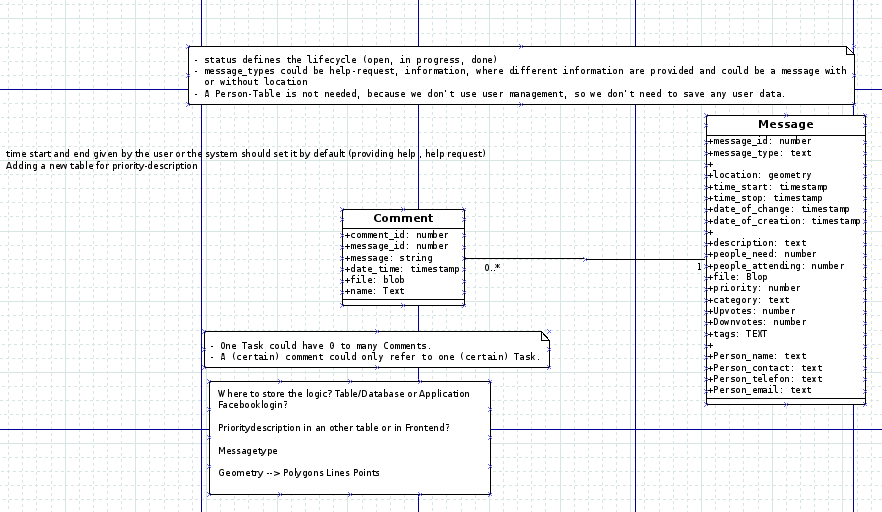 - status defines the lifecycle (open, in progress, done)
- message_types could be help-request, information, where different information are provided and could be a message with
or without location
- A Person-Table is not needed, because we don't use user management, so we don't need to save any user data.
time start and end given by the user or the system should set it by default (providing help , help request)
Adding a new table for priority-description
Message
+message_id: number
+message_type: text
+
+location: geometry
+time_start: timestamp
+time_stop: timestamp
+date_of_change: timestamp
+date_of_creation: timestamp
+
+description: text
+people_need: number
+people_attending: number
+file: Blop
+priority: number
+category: text
+Upvotes: number
+Downvotes: number
+tags: TEXT
+
+Person_name: text
+Person_contact: text
+Person_telefon: text
+Person_email: text
Comment
+comment_id: number
+message_id: number
+message: string
+date_time: timestamp
+file: blob
+name: Text
0..*
1
- One Task could have 0 to many Comments.
- A (certain) comment could only refer to one (certain) Task.
Where to store the logic? Table/Database or Application
Facebooklogin?
Prioritydescription in an other table or in Frontend?
Messagetype
Geometry --> Polygons Lines Points